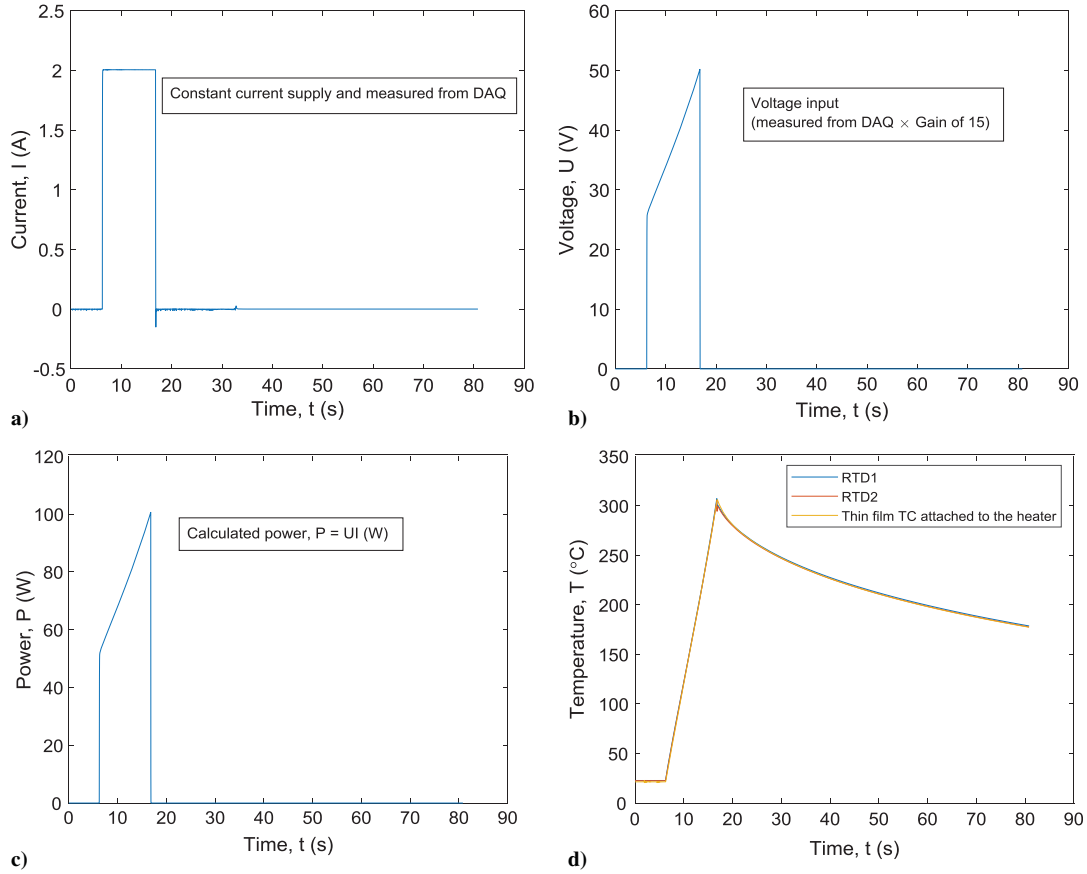 2.5
2
1.5
1
0.5
0
-0.5
0 10 20 30 40 50 60 70 80 90
Current, I (A)
Time, t (s)
Constant current supply and measured from DAQ
a)
60
50
40
30
20
10
0
0 10 20 30 40 50 60 70 80 90
Voltage, U (V)
Time, t (s)
Voltage input
(measured from DAQ × Gain of 15)
b)
120
100
80
60
40
20
0
0 10 20 30 40 50 60 70 80 90
Power, P (W)
Time, t (s)
Calculated power, P = UI (W)
c)
350
300
250
200
150
100
50
0
0 10 20 30 40 50 60 70 80 90
Temperature, T (°C)
Time, t (s)
RTD1
RTD2
Thin film TC attached to the heater
d)